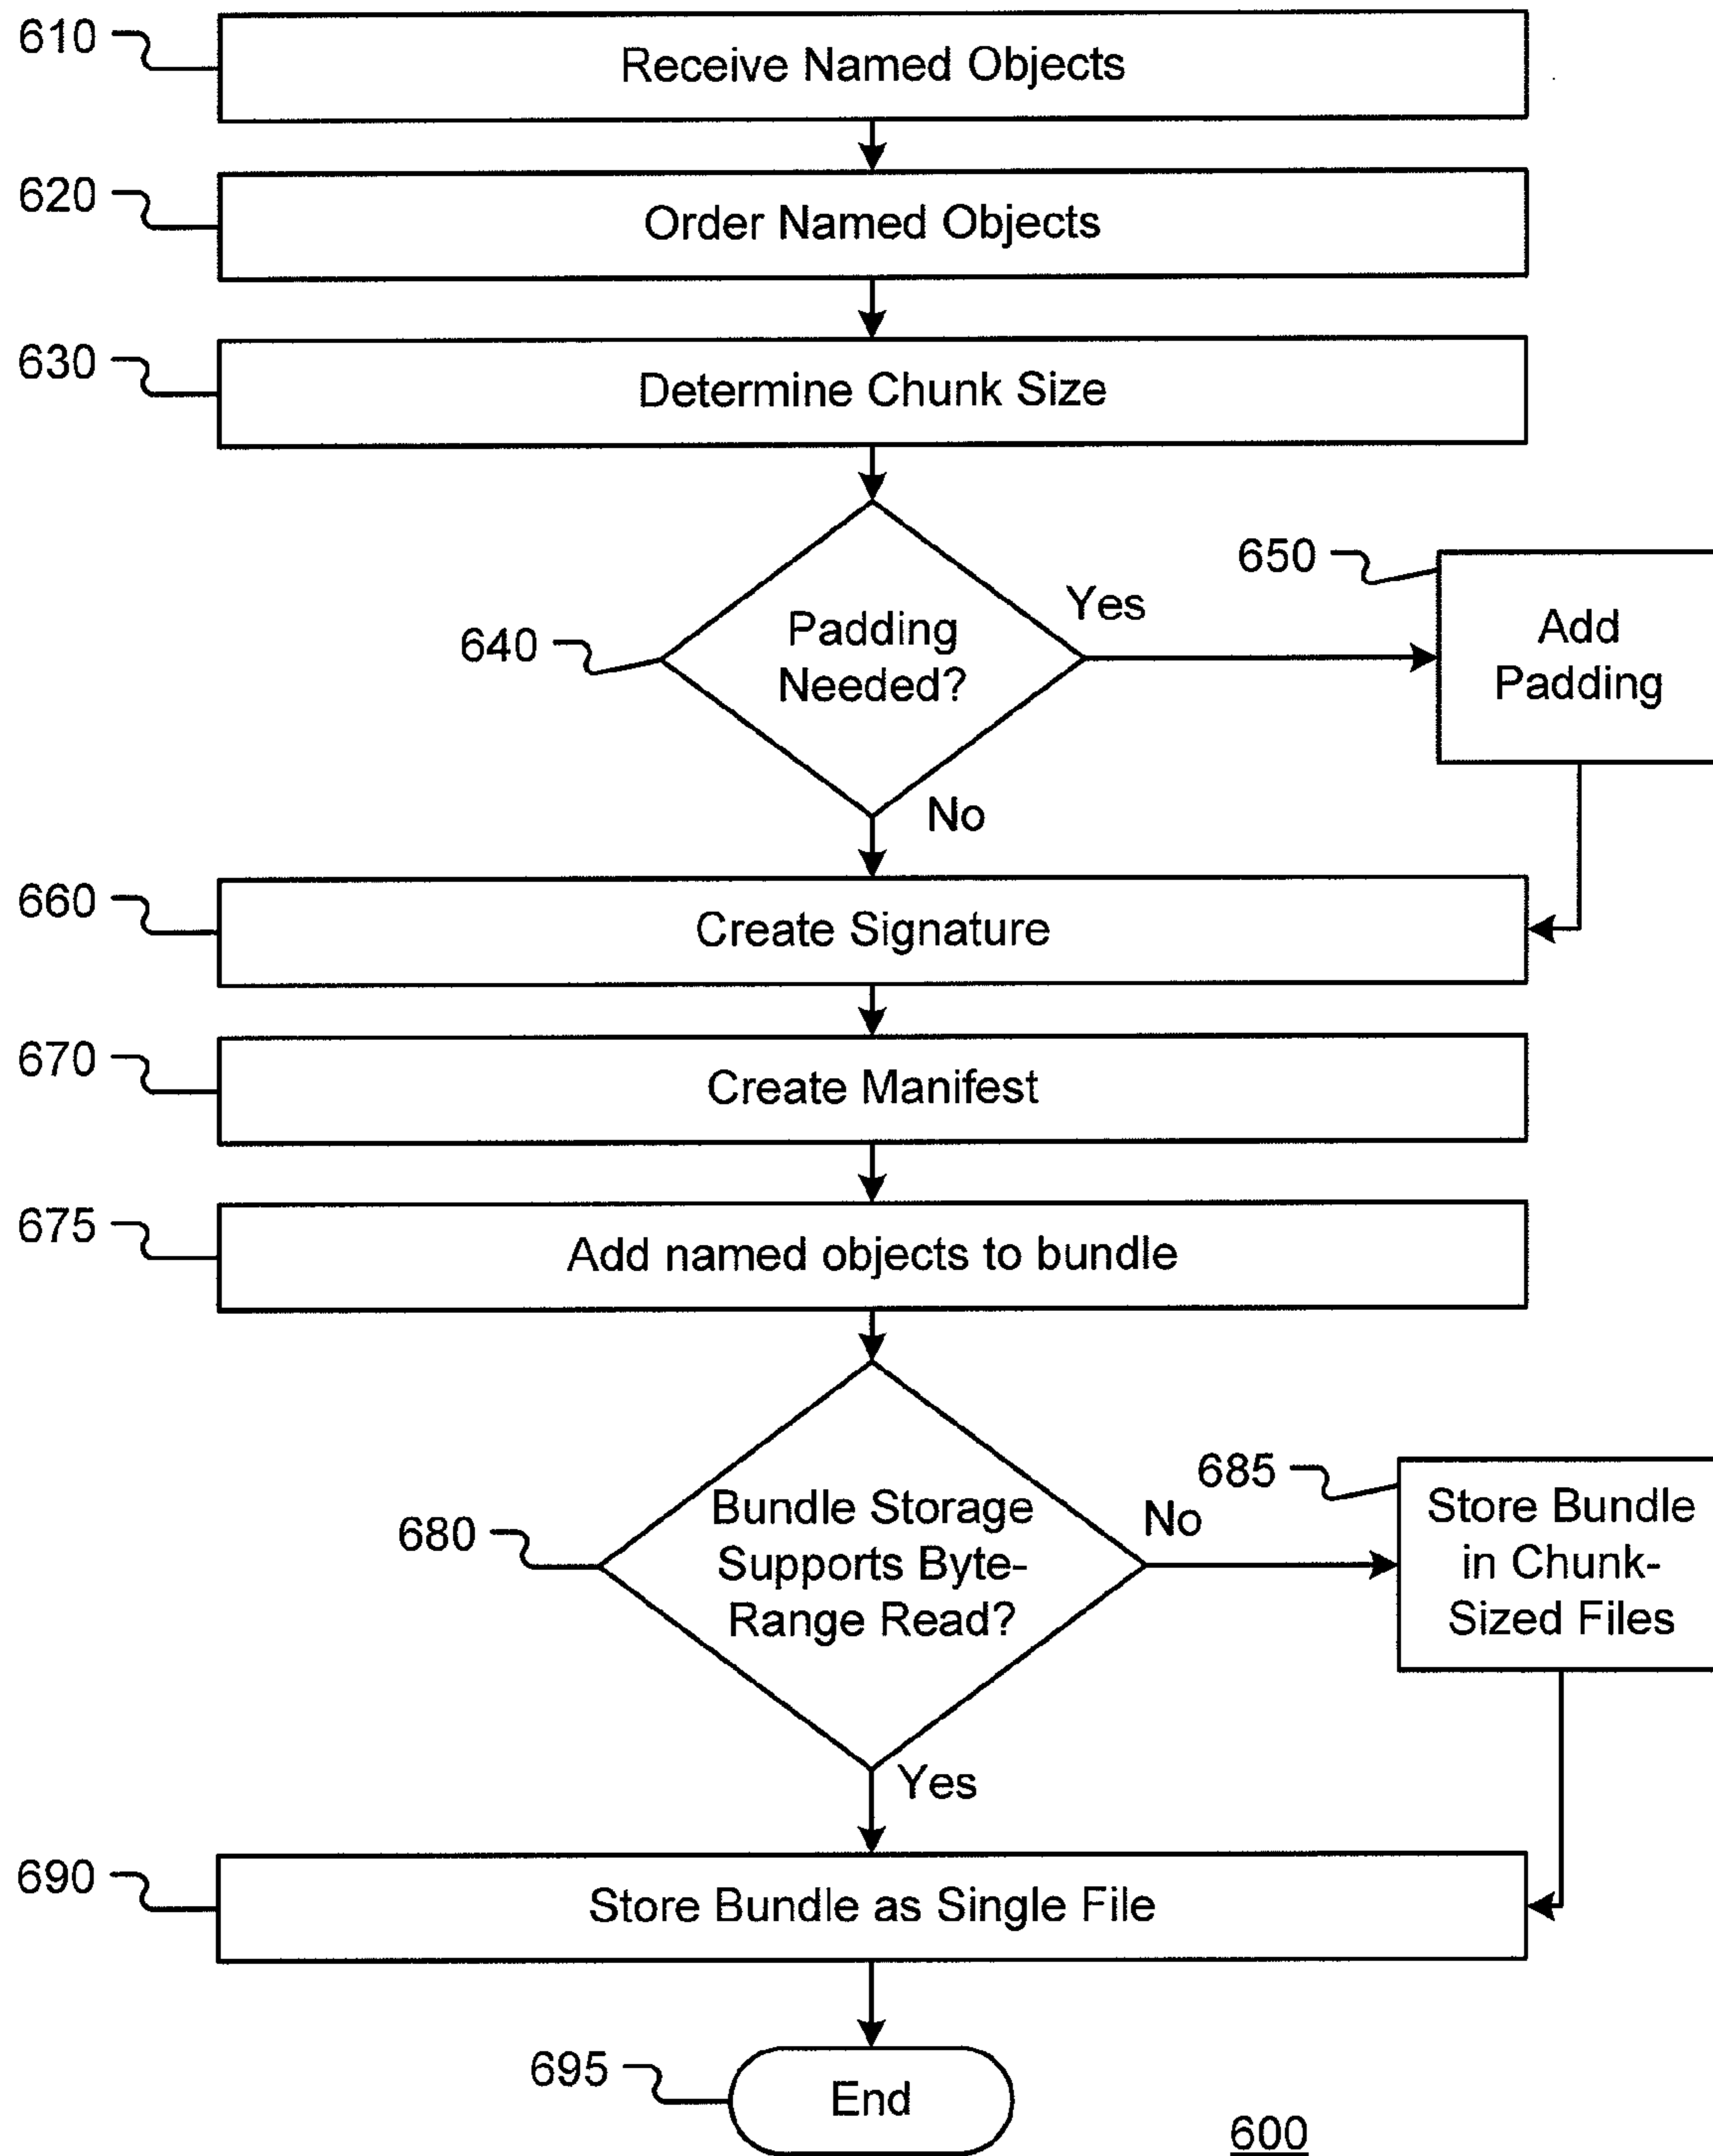 610
Receive Named Objects
620
Order Named Objects
630
Determine Chunk Size
640
Padding
Needed?
Yes
650
Add
Padding
No
660
Create Signature
670
Create Manifest
675
Add named objects to bundle
680
Bundle Storage
Supports Byte-
Range Read?
No
685
Store Bundle
in Chunk-
Sized Files
Yes
690
Store Bundle as Single File
695
End
600